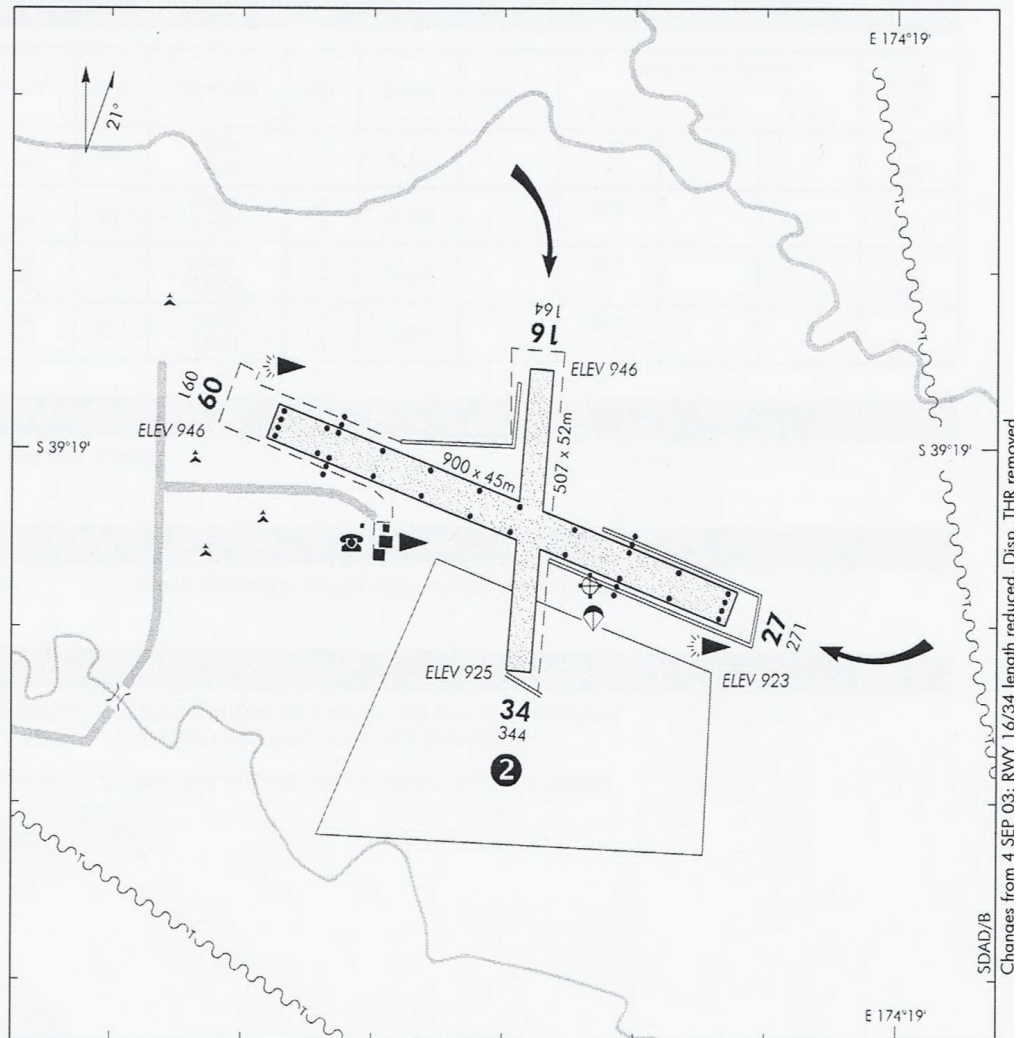 E 174°19'
21°
164
16
ELEV 946
091
09
ELEV 946
S 39°19'
S 39°19'
900 x 45m
507 x 52m
27
271
ELEV 925
ELEV 923
34
344
2
E 174°19'
SDAD/B
Changes from 4 SEP 03: RWY 16/34 length reduced, Disp. THR removed